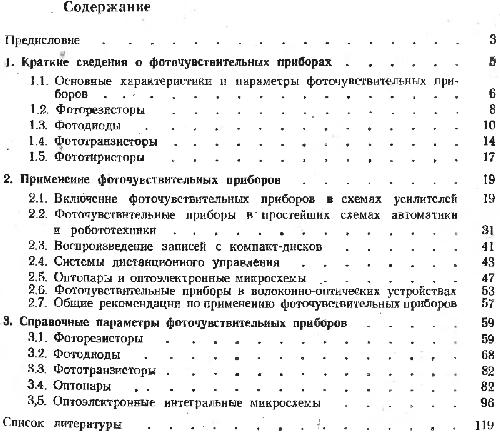 Содержание
Предисловие . . . . . . . . . . . . . . . . 3
1. Краткие сведения о фоточувствительных приборах . . . . . . 5
1.1. Основные характеристики и параметры фоточувствительных при-
боров . . . . . . . . . . . . . . . . 6
1.2. Фоторезисторы . . . . . . . . . . . . . 8
1.3. Фотодиоды . . . . . . . . . . . . . 10
1.4. Фототранзисторы . . . . . . . . . . . . 14
1.5. Фототиристоры . . . . . . . . . . . . 17
2. Применение фоточувствительных приборов . . . . . . . . 19
2.1. Включение фоточувствительных приборов в схемах усилителей 19
2.2. Фоточувствительные приборы в простейших схемах автоматики
и робототехники . . . . . . . . . . . . 31
2.3. Воспроизведение записей с компакт-дисков . . . . . . 41
2.4. Системы дистанционного управления . . . . . . . 43
2.5. Оптопары и оптоэлектронные микросхемы . . . . . . 47
2.6. Фоточувствительные приборы в волоконно-оптических устройствах 53
2.7. Общие рекомендации по применению фоточувствительных приборов 57
3. Справочные параметры фоточувствительных приборов . . . . . 59
3.1. Фоторезисторы . . . . . . . . . . . . 59
3.2. Фотодиоды . . . . . . . . . . . . . 68
3.3. Фототранзисторы . . . . . . . . . . . . 82
3.4. Оптопары . . . . . . . . . . . . . 82
3,5. Оптоэлектронные интегральные микросхемы . . . . . . 96
Список литературы . . . . . . . . . . . . . 119